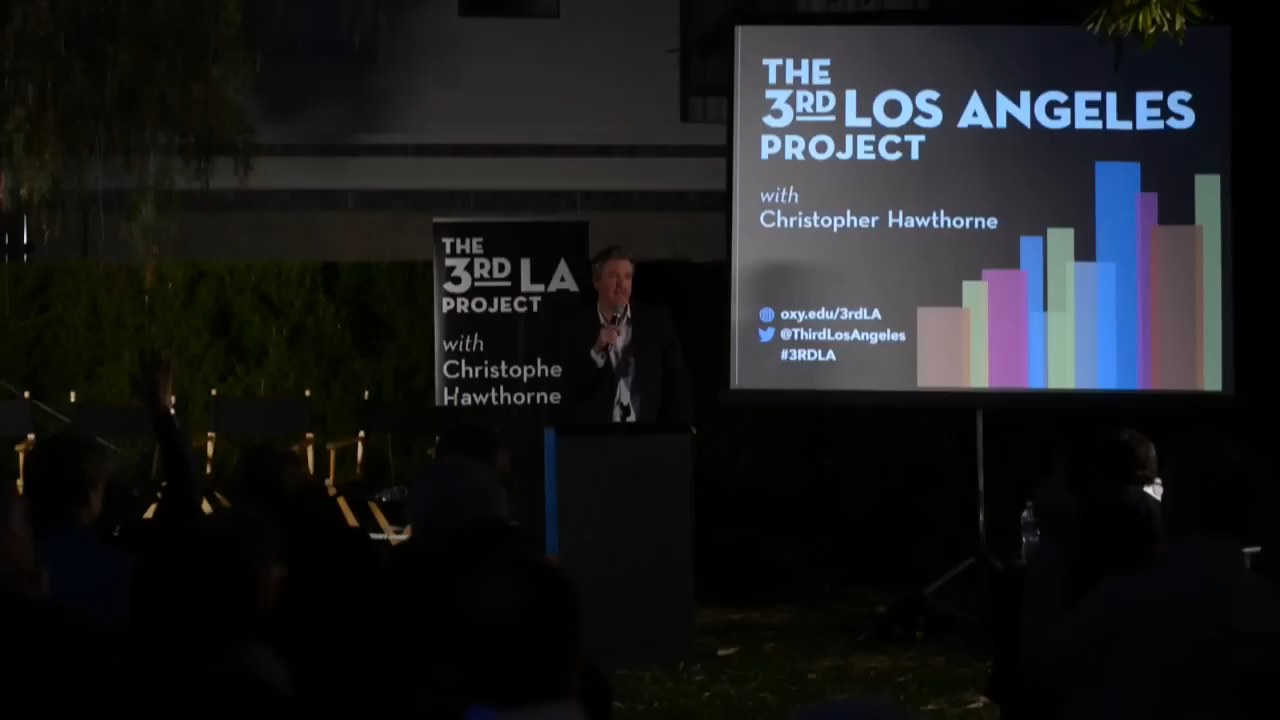 THE
3RD LOS ANGELES
PROJECT
with
Christopher Hawthorne
oxy.edu/3rdLA
@ThirdLosAngeles
#3RDLA
THE
3RD LA
PROJECT
with
Christophe
Hawthorne